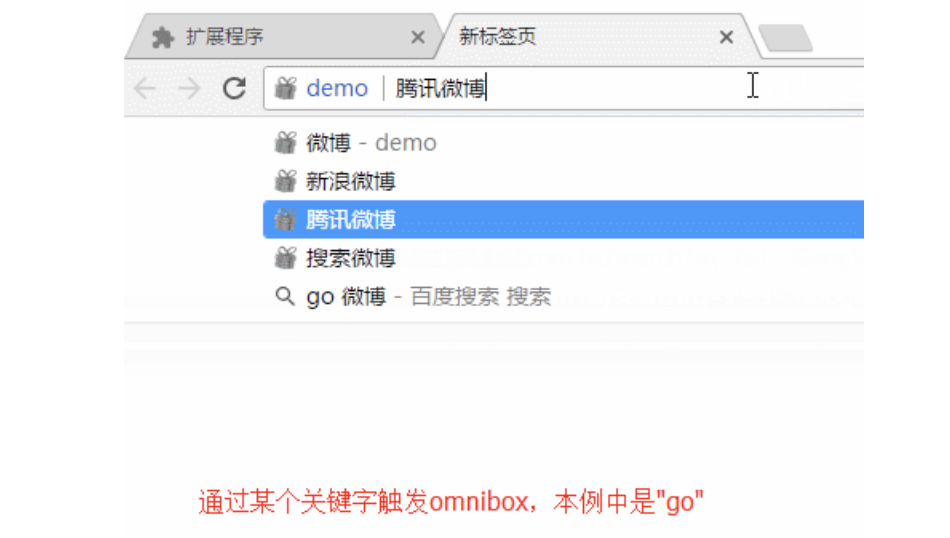 扩展程序 新标签页
demo 腾讯微博
微博 - demo
新浪微博
腾讯微博
搜索微博
go 微博 - 百度搜索 搜索
通过某个关键字触发omnibox，本例中是"go"